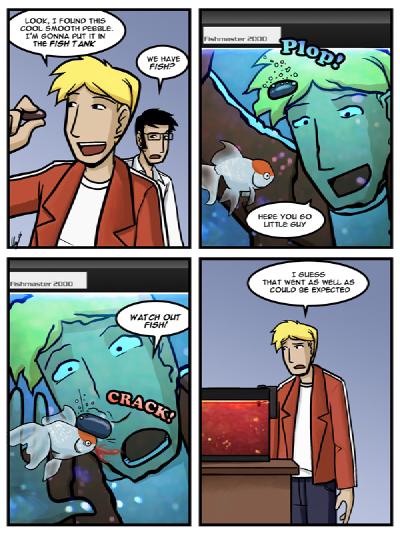 LOOK, I FOUND THIS
COOL SMOOTH PEBBLE.
I'M GONNA PUT IT IN
THE FISH TANK
WE HAVE
FISH?
Fishmaster 2000
Plop!
HERE YOU GO
LITTLE GUY
Fishmaster 2000
WATCH OUT
FISH!
CRACK!
I GUESS
THAT WENT AS WELL AS
COULD BE EXPECTED